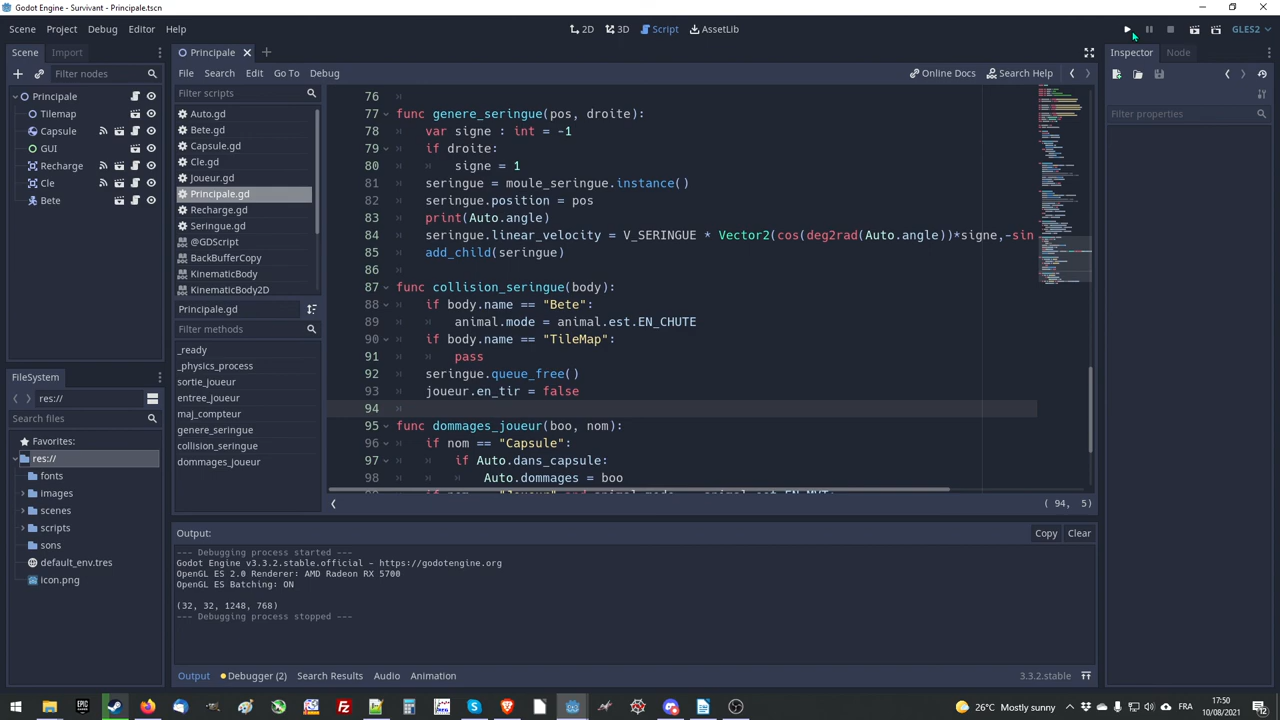 Godot Engine - Survivant - Principale.tscn
Scene Project Debug Editor Help
2D 3D Script AssetLib
GLES2
Scene Import
Filter nodes
Principale
Tilemap
Capsule
GUI
Recharge
Cle
Bete
FileSystem
res://
Search files
Favorites:
res://
fonts
images
scenes
scripts
sons
default_env.tres
icon.png
Principale
File Search Edit Go To Debug
Online Docs Search Help
Filter scripts
Auto.gd
Bete.gd
Capsule.gd
Cle.gd
Joueur.gd
Principale.gd
Recharge.gd
Seringue.gd
@GDScript
BackBufferCopy
KinematicBody
KinematicBody2D
Principale.gd
Filter methods
_ready
_physics_process
sortie_joueur
entree_joueur
maj_compteur
genere_seringue
collision_seringue
dommages_joueur
76
77 func genere_seringue(pos, droite):
78 var signe : int = -1
79 if droite:
80 signe = 1
81 seringue = moule_seringue.instance()
82 seringue.position = pos
83 print(Auto.angle)
84 seringue.linear_velocity = V_SERINGUE * Vector2(cos(deg2rad(Auto.angle))*signe,-sin
85 add_child(seringue)
86
87 func collision_seringue(body):
88 if body.name == "Bete":
89 animal.mode = animal.est.EN_CHUTE
90 if body.name == "TileMap":
91 pass
92 seringue.queue_free()
93 joueur.en_tir = false
94
95 func dommages_joueur(boo, nom):
96 if nom == "Capsule":
97 if Auto.dans_capsule:
98 Auto.dommages = boo
( 94, 5)
Output:
Copy Clear
--- Debugging process started ---
Godot Engine v3.3.2.stable.official - https://godotengine.org
OpenGL ES 2.0 Renderer: AMD Radeon RX 5700
OpenGL ES Batching: ON
(32, 32, 1248, 768)
--- Debugging process stopped ---
Output Debugger (2) Search Results Audio Animation
3.3.2.stable
Inspector Node
Filter properties
26°C Mostly sunny
FRA
17:50
10/08/2021
12